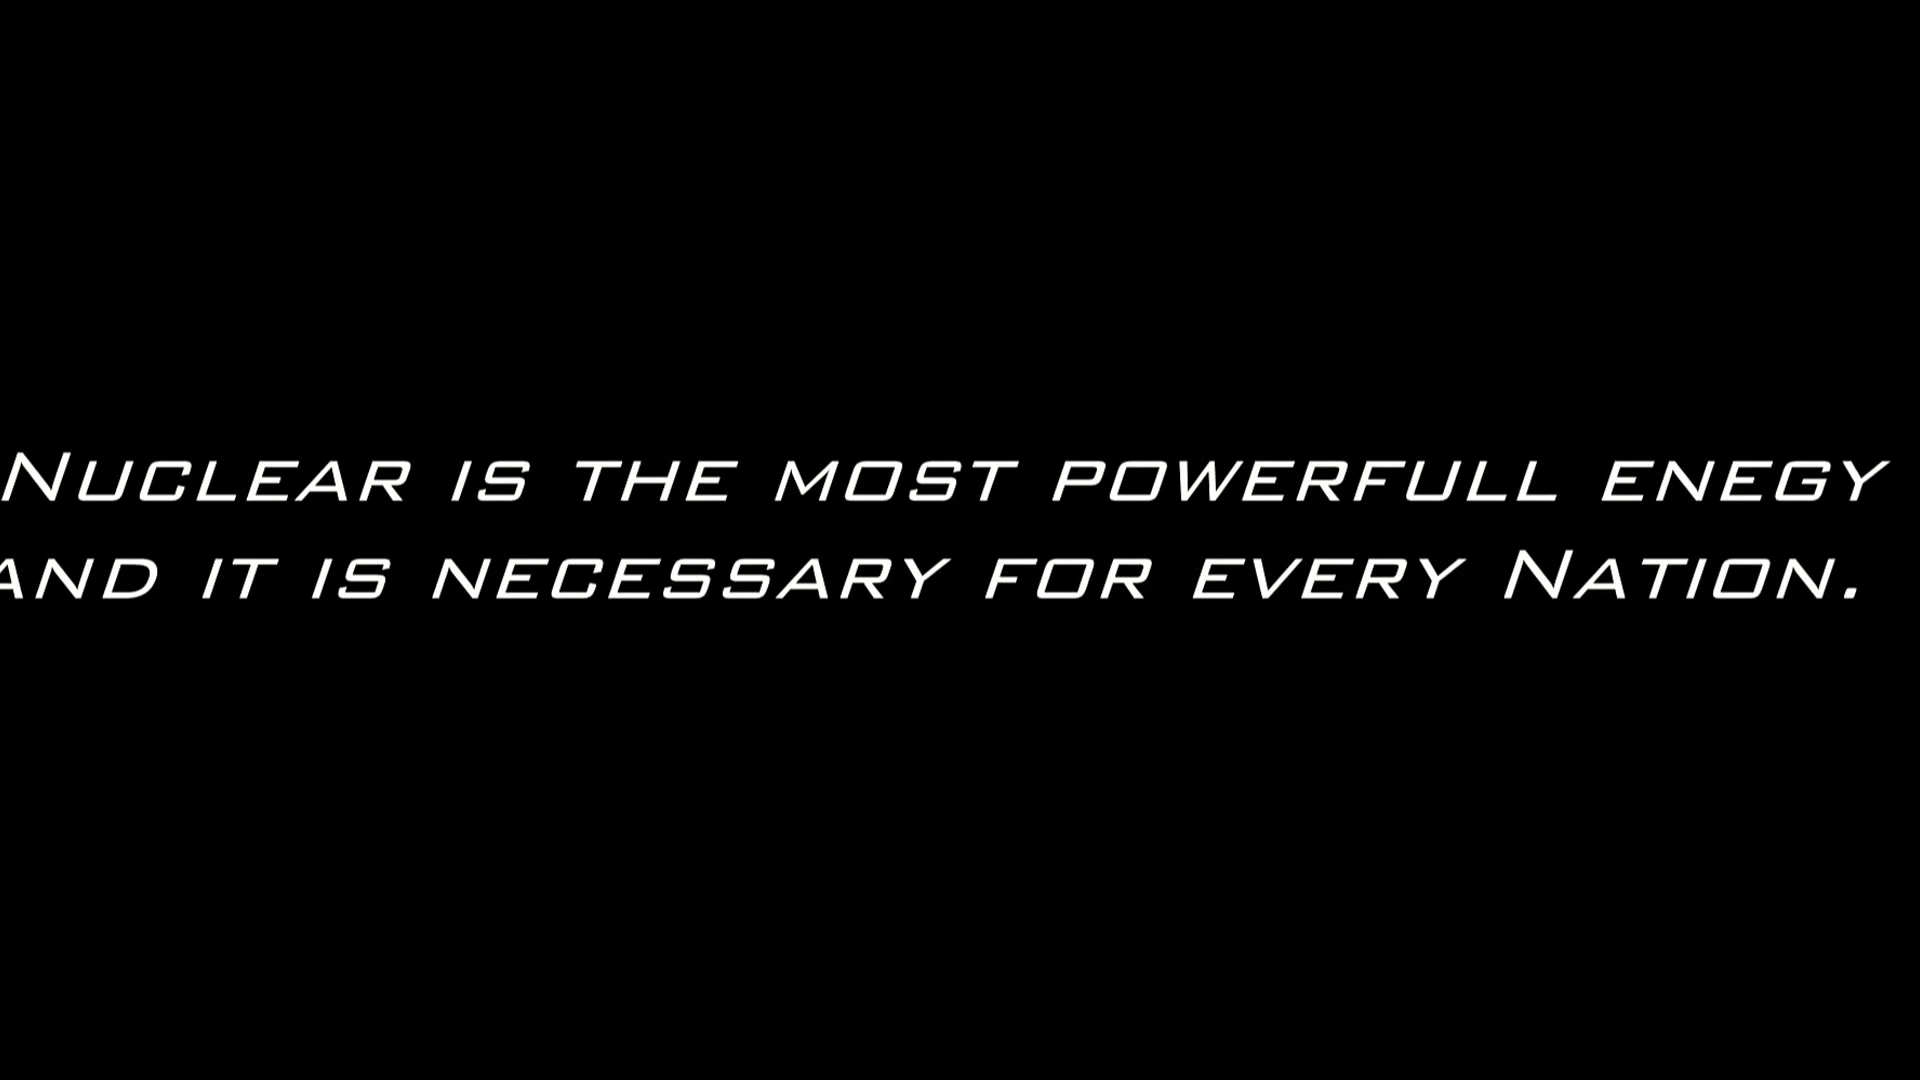 Nuclear is the most powerfull enegy
and it is necessary for every Nation.